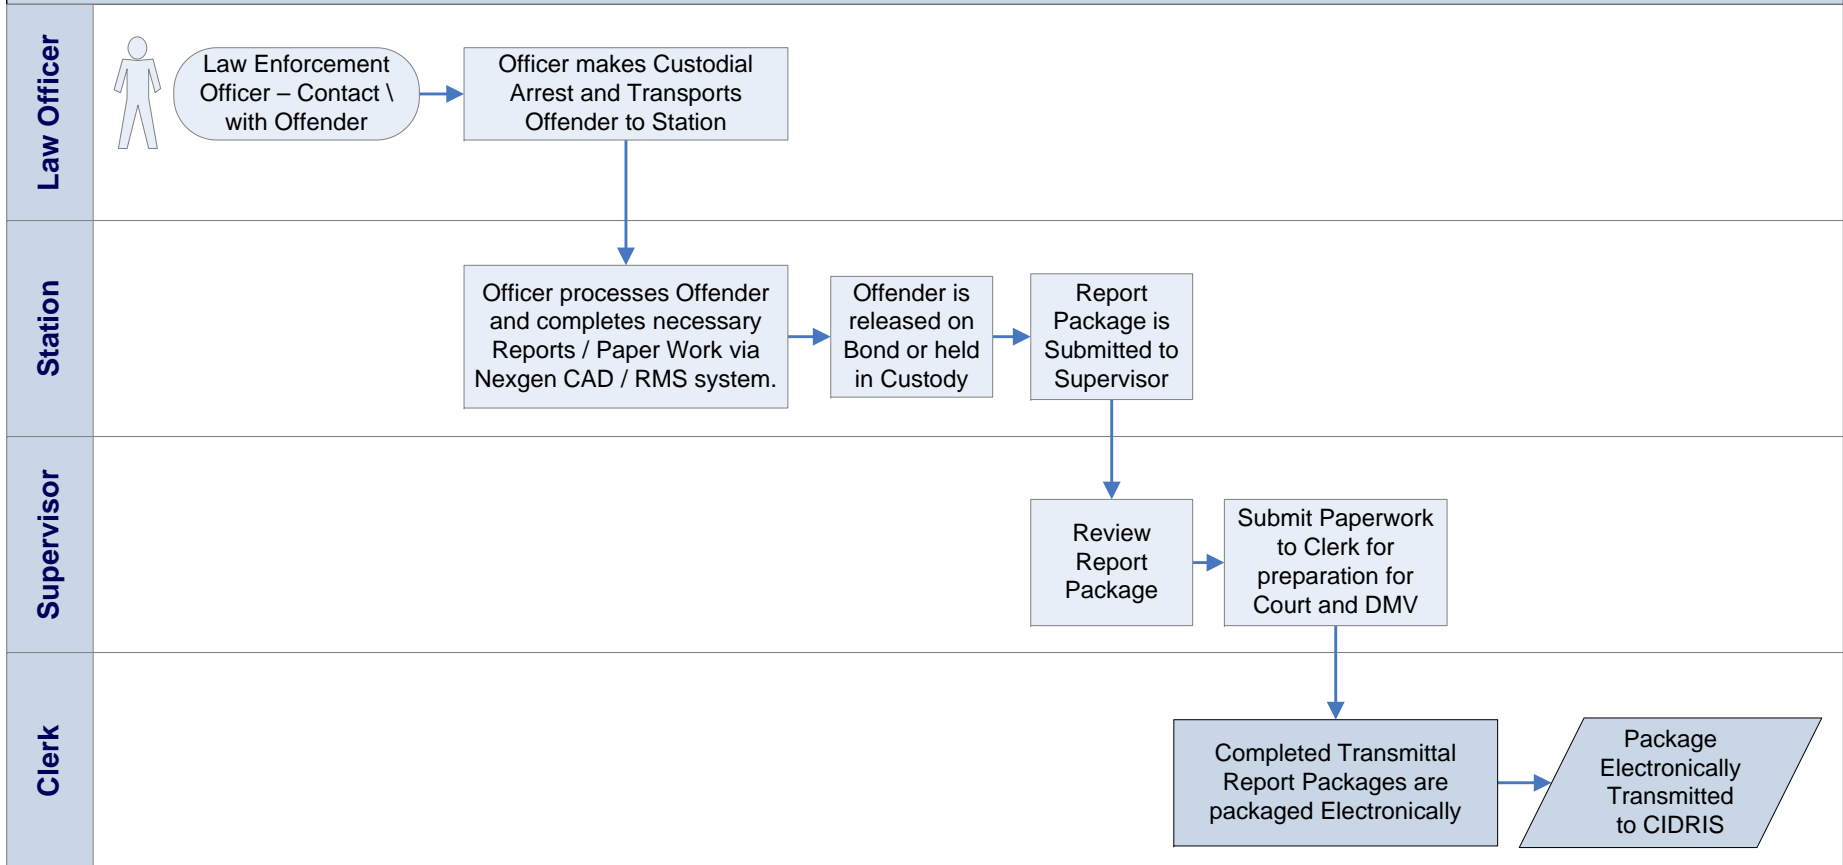 Law Officer
Law Enforcement
Officer – Contact \
with Offender
Officer makes Custodial
Arrest and Transports
Offender to Station
Station
Officer processes Offender
and completes necessary
Reports / Paper Work via
Nexgen CAD / RMS system.
Offender is
released on
Bond or held
in Custody
Report
Package is
Submitted to
Supervisor
Supervisor
Review
Report
Package
Submit Paperwork
to Clerk for
preparation for
Court and DMV
Clerk
Completed Transmittal
Report Packages are
packaged Electronically
Package
Electronically
Transmitted
to CIDRIS